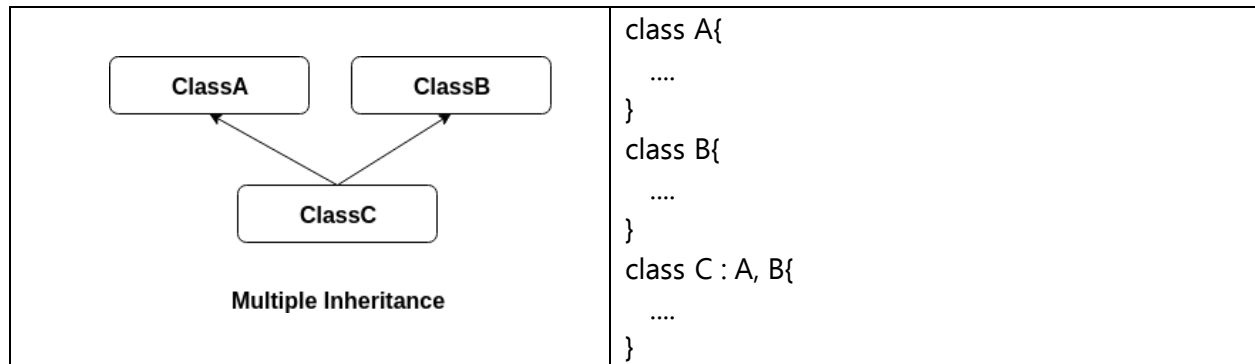 ClassA
ClassB
ClassC
Multiple Inheritance
class A{
....
}
class B{
....
}
class C : A, B{
....
}